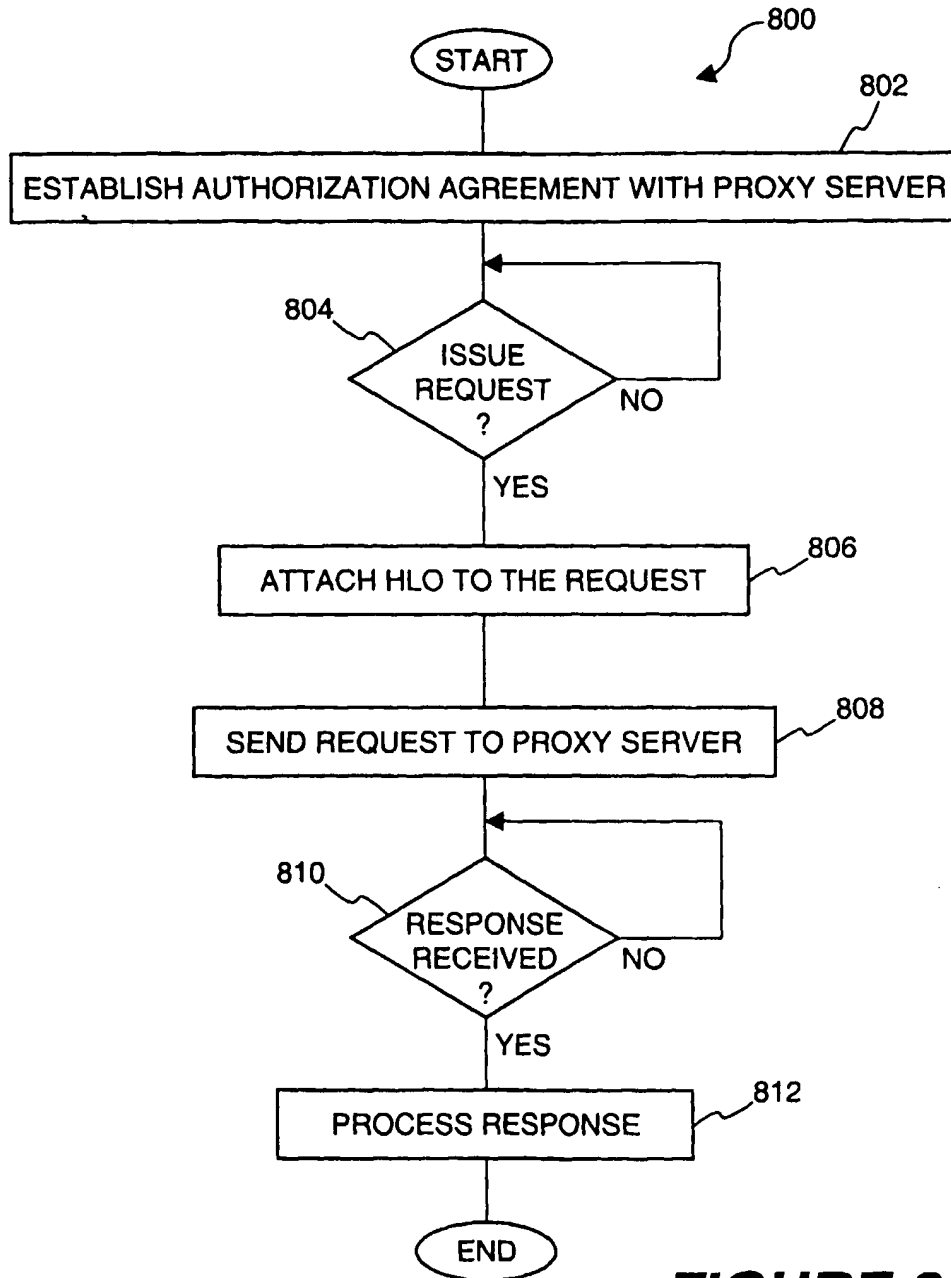 800
START
802
ESTABLISH AUTHORIZATION AGREEMENT WITH PROXY SERVER
804
ISSUE
REQUEST
?
NO
YES
ATTACH HLO TO THE REQUEST
806
SEND REQUEST TO PROXY SERVER
808
810
RESPONSE
RECEIVED
?
NO
YES
PROCESS RESPONSE
812
END
FIGURE